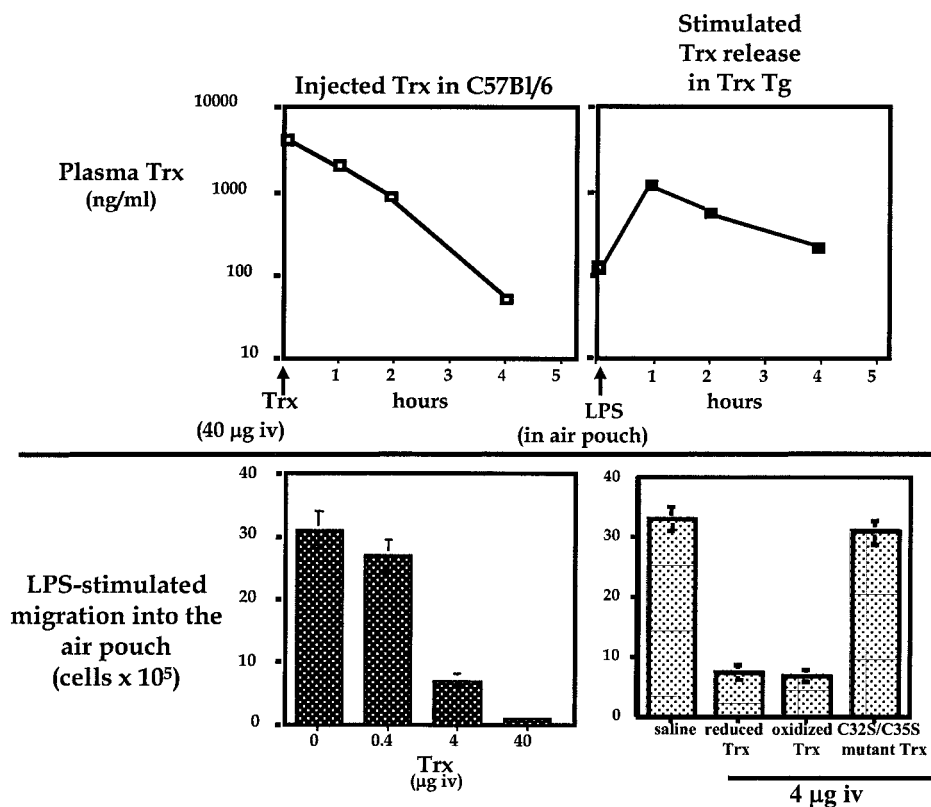 Injected Trx in C57Bl/6
Stimulated
Trx release
in Trx Tg
Plasma Trx
(ng/ml)
10000
1000
100
10
1 2 3 4 5
hours
Trx
(40 µg iv)
1 2 3 4 5
hours
LPS
(in air pouch)
LPS-stimulated
migration into the
air pouch
(cells x 10⁵)
40
30
20
10
0
0 0.4 4 40
Trx
(µg iv)
40
30
20
10
0
saline reduced oxidized C32S/C35S
Trx Trx mutant Trx
4 µg iv